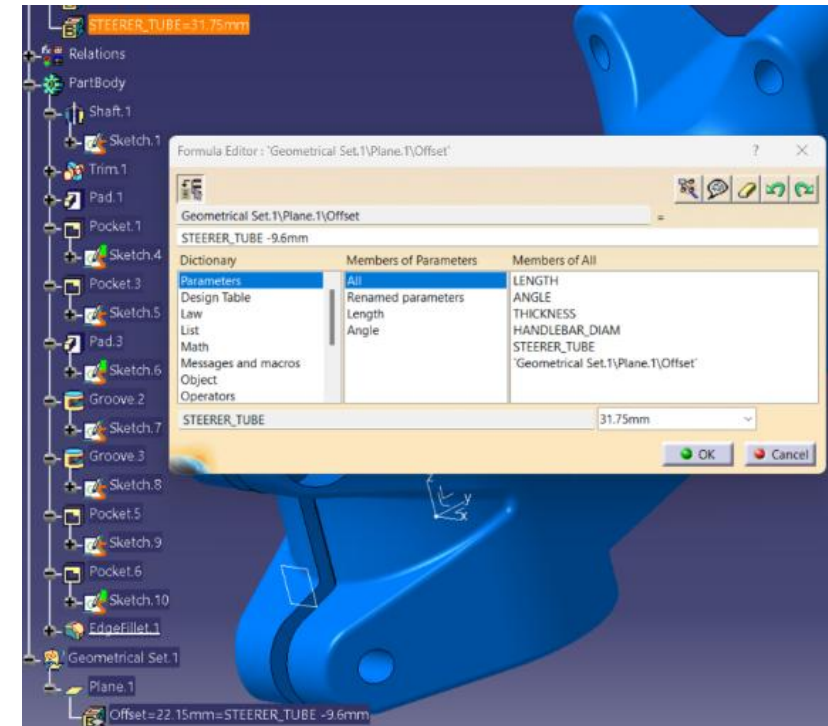 STEERER_TUBE=31.75mm
Relations
PartBody
Shaft.1
Sketch.1
Trim.1
Pad.1
Pocket.1
Sketch.4
Pocket.3
Sketch.5
Pad.3
Sketch.6
Groove.2
Sketch.7
Groove.3
Sketch.8
Pocket.5
Sketch.9
Pocket.6
Sketch.10
EdgeFillet.1
Geometrical Set.1
Plane.1
Offset=22.15mm=STEERER_TUBE -9.6mm
Formula Editor : `Geometrical Set.1\Plane.1\Offset`
? ×
Geometrical Set.1\Plane.1\Offset =
STEERER_TUBE -9.6mm
Dictionary Members of Parameters Members of All
Parameters All LENGTH
Design Table Renamed parameters ANGLE
Law Length THICKNESS
List Angle HANDLEBAR_DIAM
Math STEERER_TUBE
Messages and macros `Geometrical Set.1\Plane.1\Offset`
Object
Operators
STEERER_TUBE 31.75mm
OK Cancel
z
y
x